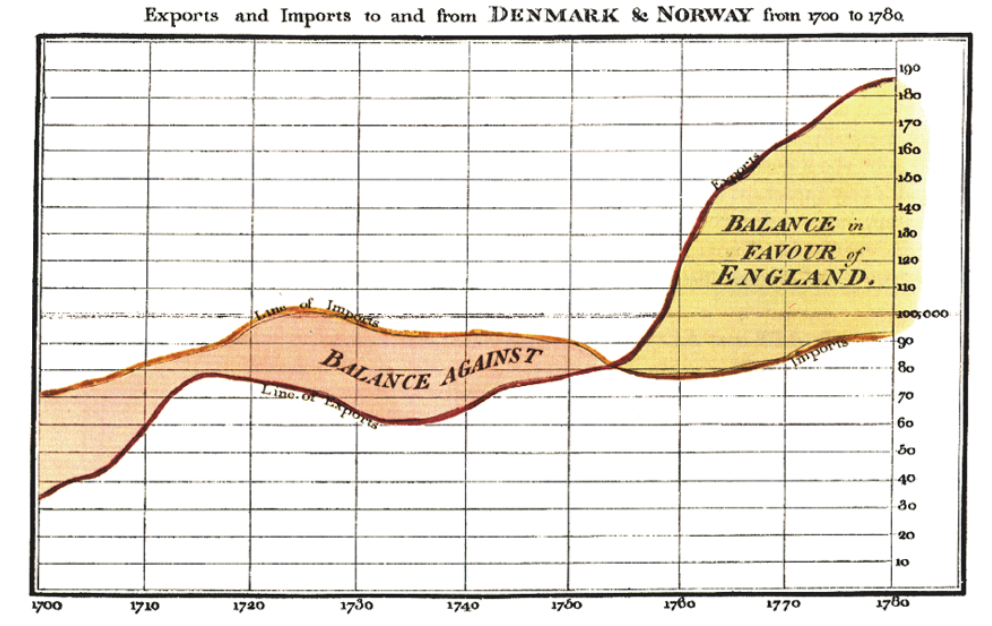 Exports and Imports to and from DENMARK & NORWAY from 1700 to 1780.
190
180
170
160
150
140
130
120
110
100,000
90
80
70
60
50
40
30
20
10
Exports
BALANCE in
FAVOUR of
ENGLAND.
Line of Imports
Imports
BALANCE AGAINST
Line of Exports
1700 1710 1720 1730 1740 1750 1760 1770 1780